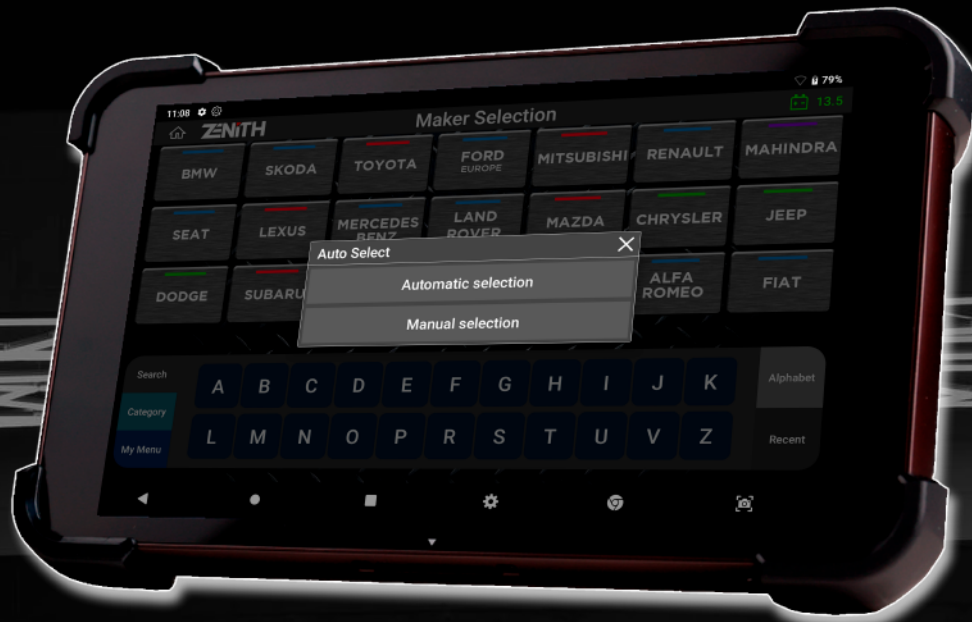 11:08
79%
ZENITH
Maker Selection
13.5
BMW
SKODA
TOYOTA
FORD
EUROPE
MITSUBISHI
RENAULT
MAHINDRA
SEAT
LEXUS
MERCEDES
BENZ
LAND
ROVER
MAZDA
CHRYSLER
JEEP
DODGE
SUBARU
ALFA
ROMEO
FIAT
Auto Select
Automatic selection
Manual selection
Search
Category
My Menu
A B C D E F G H I J K
L M N O P R S T U V Z
Alphabet
Recent